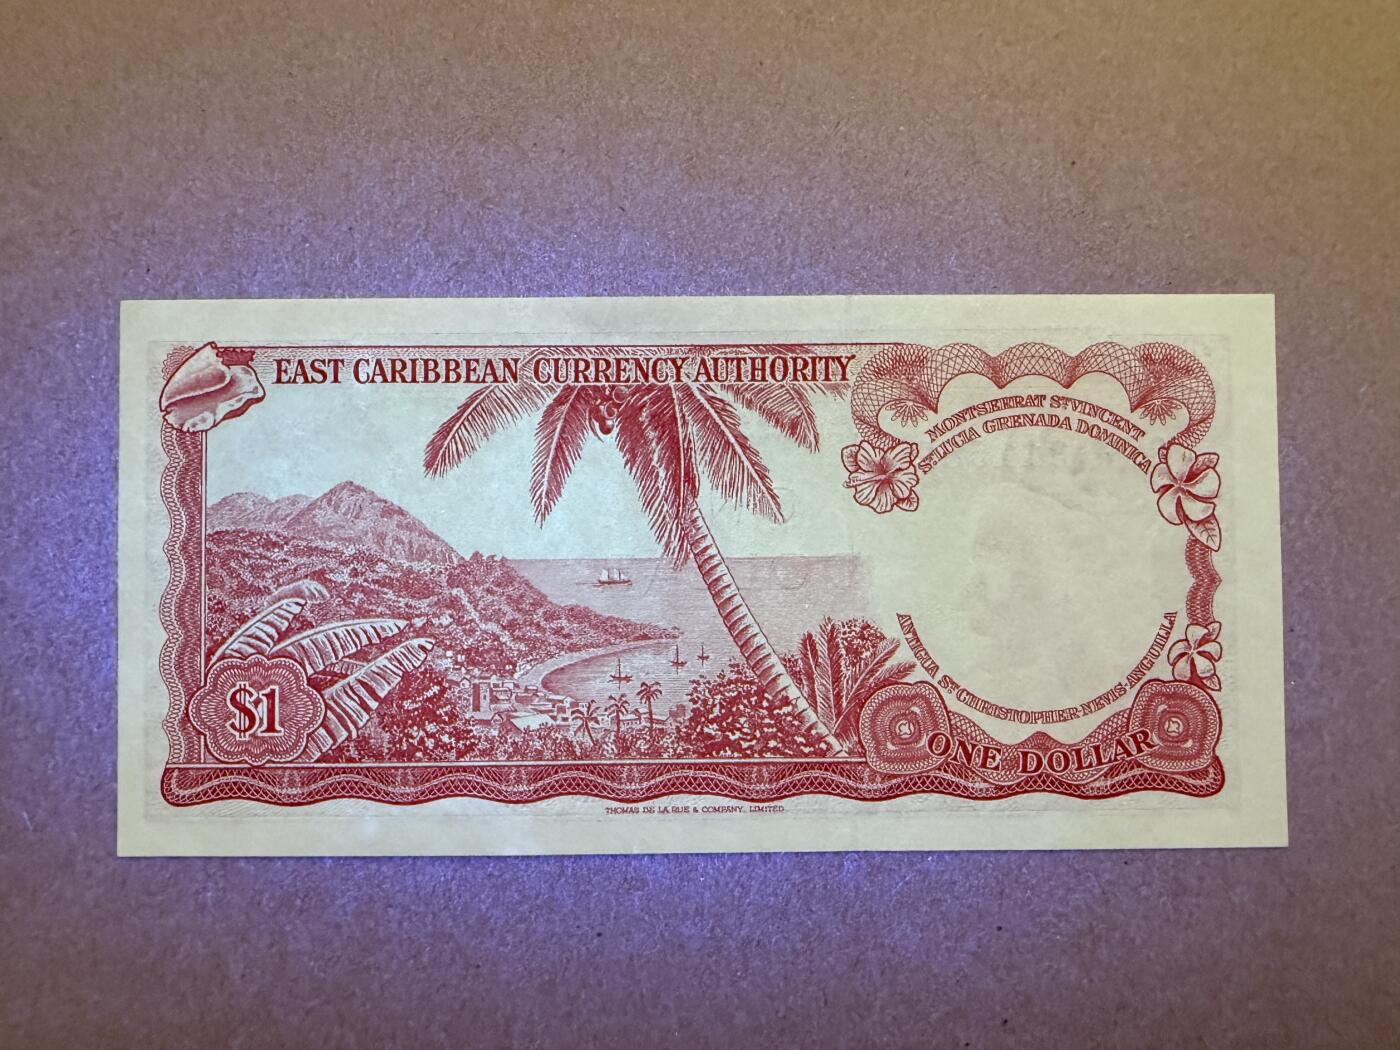 EAST CARIBBEAN CURRENCY AUTHORITY
MONTSERRAT ST VINCENT
ST LUCIA GRENADA DOMINICA
ANTIGUA ST CHRISTOPHER-NEVIS-ANGUILLA
$1
ONE DOLLAR
THOMAS DE LA RUE & COMPANY, LIMITED